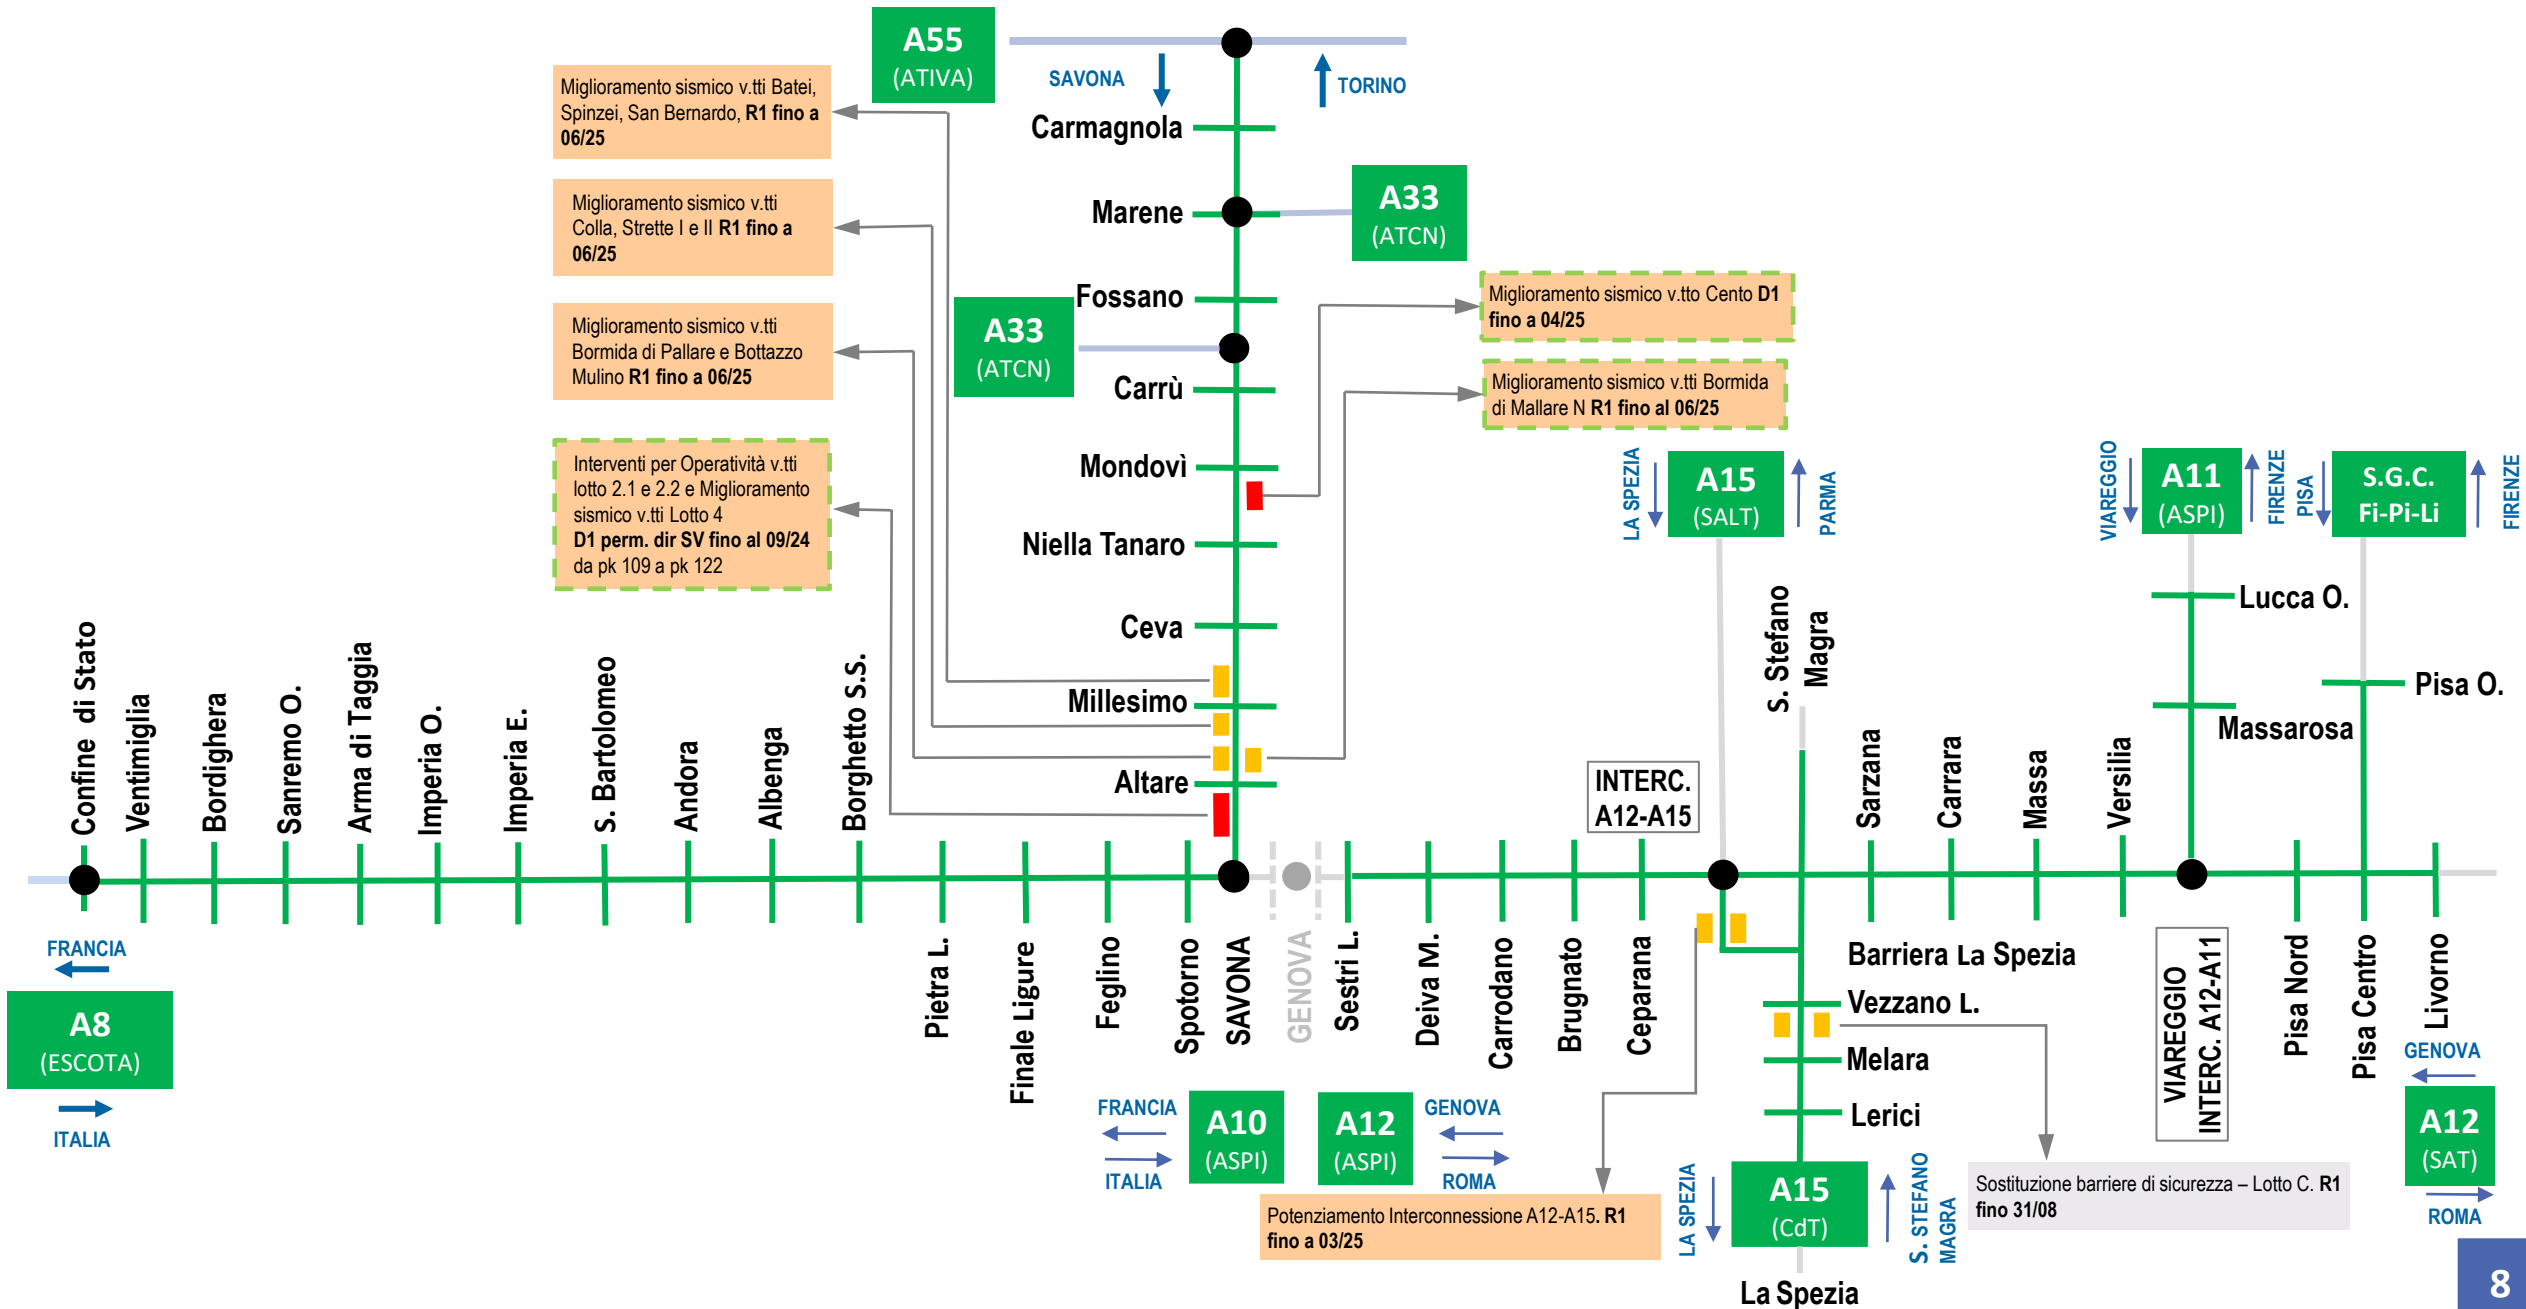 A55
(ATIVA)
SAVONA
TORINO
Miglioramento sismico v.tti Batei,
Spinzei, San Bernardo, R1 fino a
06/25
Carmagnola
Miglioramento sismico v.tti
Colla, Strette I e II R1 fino a
06/25
Marene
A33
(ATCN)
Fossano
Miglioramento sismico v.tto Cento D1
fino a 04/25
Miglioramento sismico v.tti
Bormida di Pallare e Bottazzo
Mulino R1 fino a 06/25
A33
(ATCN)
Carrù
Miglioramento sismico v.tti Bormida
di Mallare N R1 fino al 06/25
Interventi per Operatività v.tti
lotto 2.1 e 2.2 e Miglioramento
sismico v.tti Lotto 4
D1 perm. dir SV fino al 09/24
da pk 109 a pk 122
Mondovì
Niella Tanaro
Ceva
Millesimo
Altare
LA SPEZIA
A15
(SALT)
PARMA
VIAREGGIO
A11
(ASPI)
FIRENZE
PISA
S.G.C.
Fi-Pi-Li
FIRENZE
Lucca O.
Massarosa
Pisa O.
Confine di Stato
Ventimiglia
Bordighera
Sanremo O.
Arma di Taggia
Imperia O.
Imperia E.
S. Bartolomeo
Andora
Albenga
Borghetto S.S.
INTERC.
A12-A15
S. Stefano
Magra
Sarzana
Carrara
Massa
Versilia
FRANCIA
A8
(ESCOTA)
ITALIA
Pietra L.
Finale Ligure
Feglino
Spotorno
SAVONA
GENOVA
Sestri L.
Deiva M.
Carrodano
Brugnato
Ceparana
Barriera La Spezia
Vezzano L.
Melara
Lerici
VIAREGGIO
INTERC. A12-A11
Pisa Nord
Pisa Centro
Livorno
GENOVA
A12
(SAT)
ROMA
FRANCIA
ITALIA
A10
(ASPI)
A12
(ASPI)
GENOVA
ROMA
Potenziamento Interconnessione A12-A15. R1
fino a 03/25
LA SPEZIA
A15
(CdT)
S. STEFANO
MAGRA
La Spezia
Sostituzione barriere di sicurezza – Lotto C. R1
fino 31/08
8